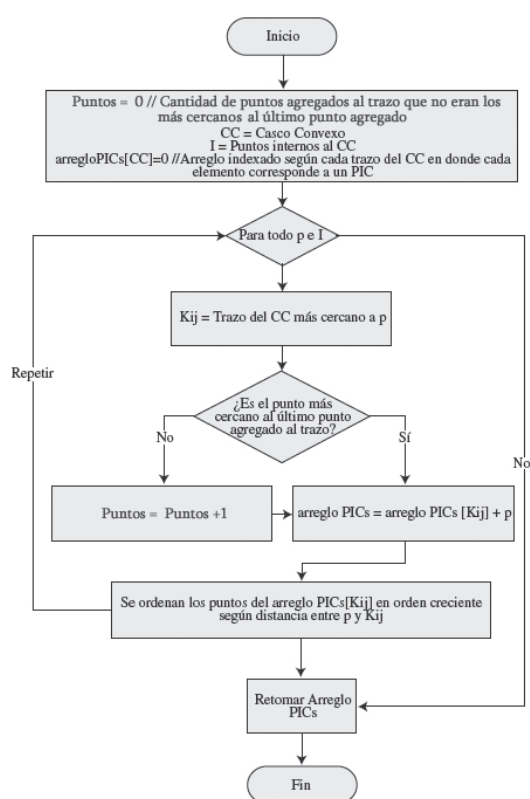 Inicio
Puntos = 0 // Cantidad de puntos agregados al trazo que no eran los
más cercanos al último punto agregado
CC = Casco Convexo
I = Puntos internos al CC
arregloPICs[CC]=0 //Arreglo indexado según cada trazo del CC en donde cada
elemento corresponde a un PIC
Para todo p e I
Kij = Trazo del CC más cercano a p
Repetir
¿Es el punto más
cercano al último punto
agregado al trazo?
No
Sí
No
Puntos = Puntos +1
arreglo PICs = arreglo PICs [Kij] + p
Se ordenan los puntos del arreglo PICs[Kij] en orden creciente
según distancia entre p y Kij
Retomar Arreglo
PICs
Fin